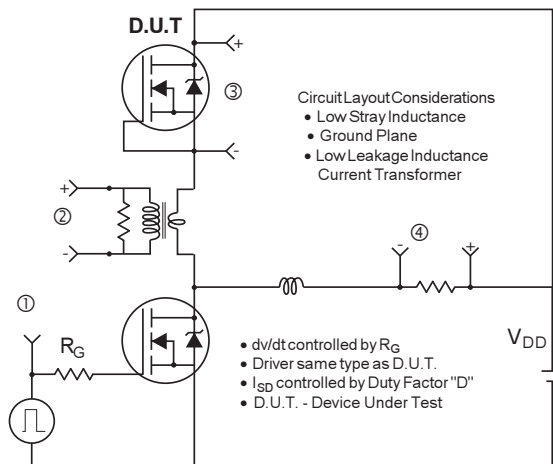 D.U.T
+
③
-
Circuit Layout Considerations
• Low Stray Inductance
• Ground Plane
• Low Leakage Inductance
Current Transformer
+
②
-
-
④
+
①
RG
VDD
• dv/dt controlled by RG
• Driver same type as D.U.T.
• ISD controlled by Duty Factor "D"
• D.U.T. - Device Under Test